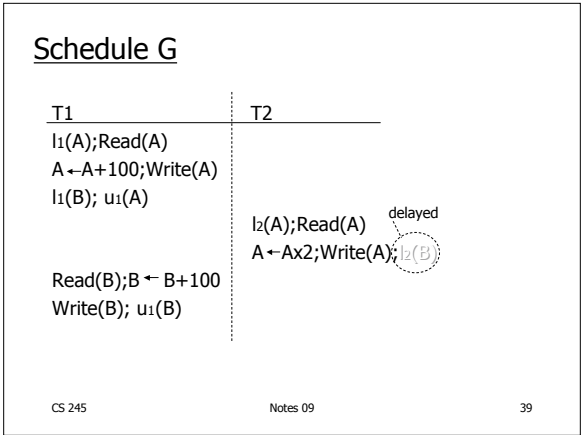 Schedule G
T1 T2
l1(A);Read(A)
A←A+100;Write(A)
l1(B); u1(A)
delayed
l2(A);Read(A)
A←Ax2;Write(A);l2(B)
Read(B);B ← B+100
Write(B); u1(B)
CS 245 Notes 09 39